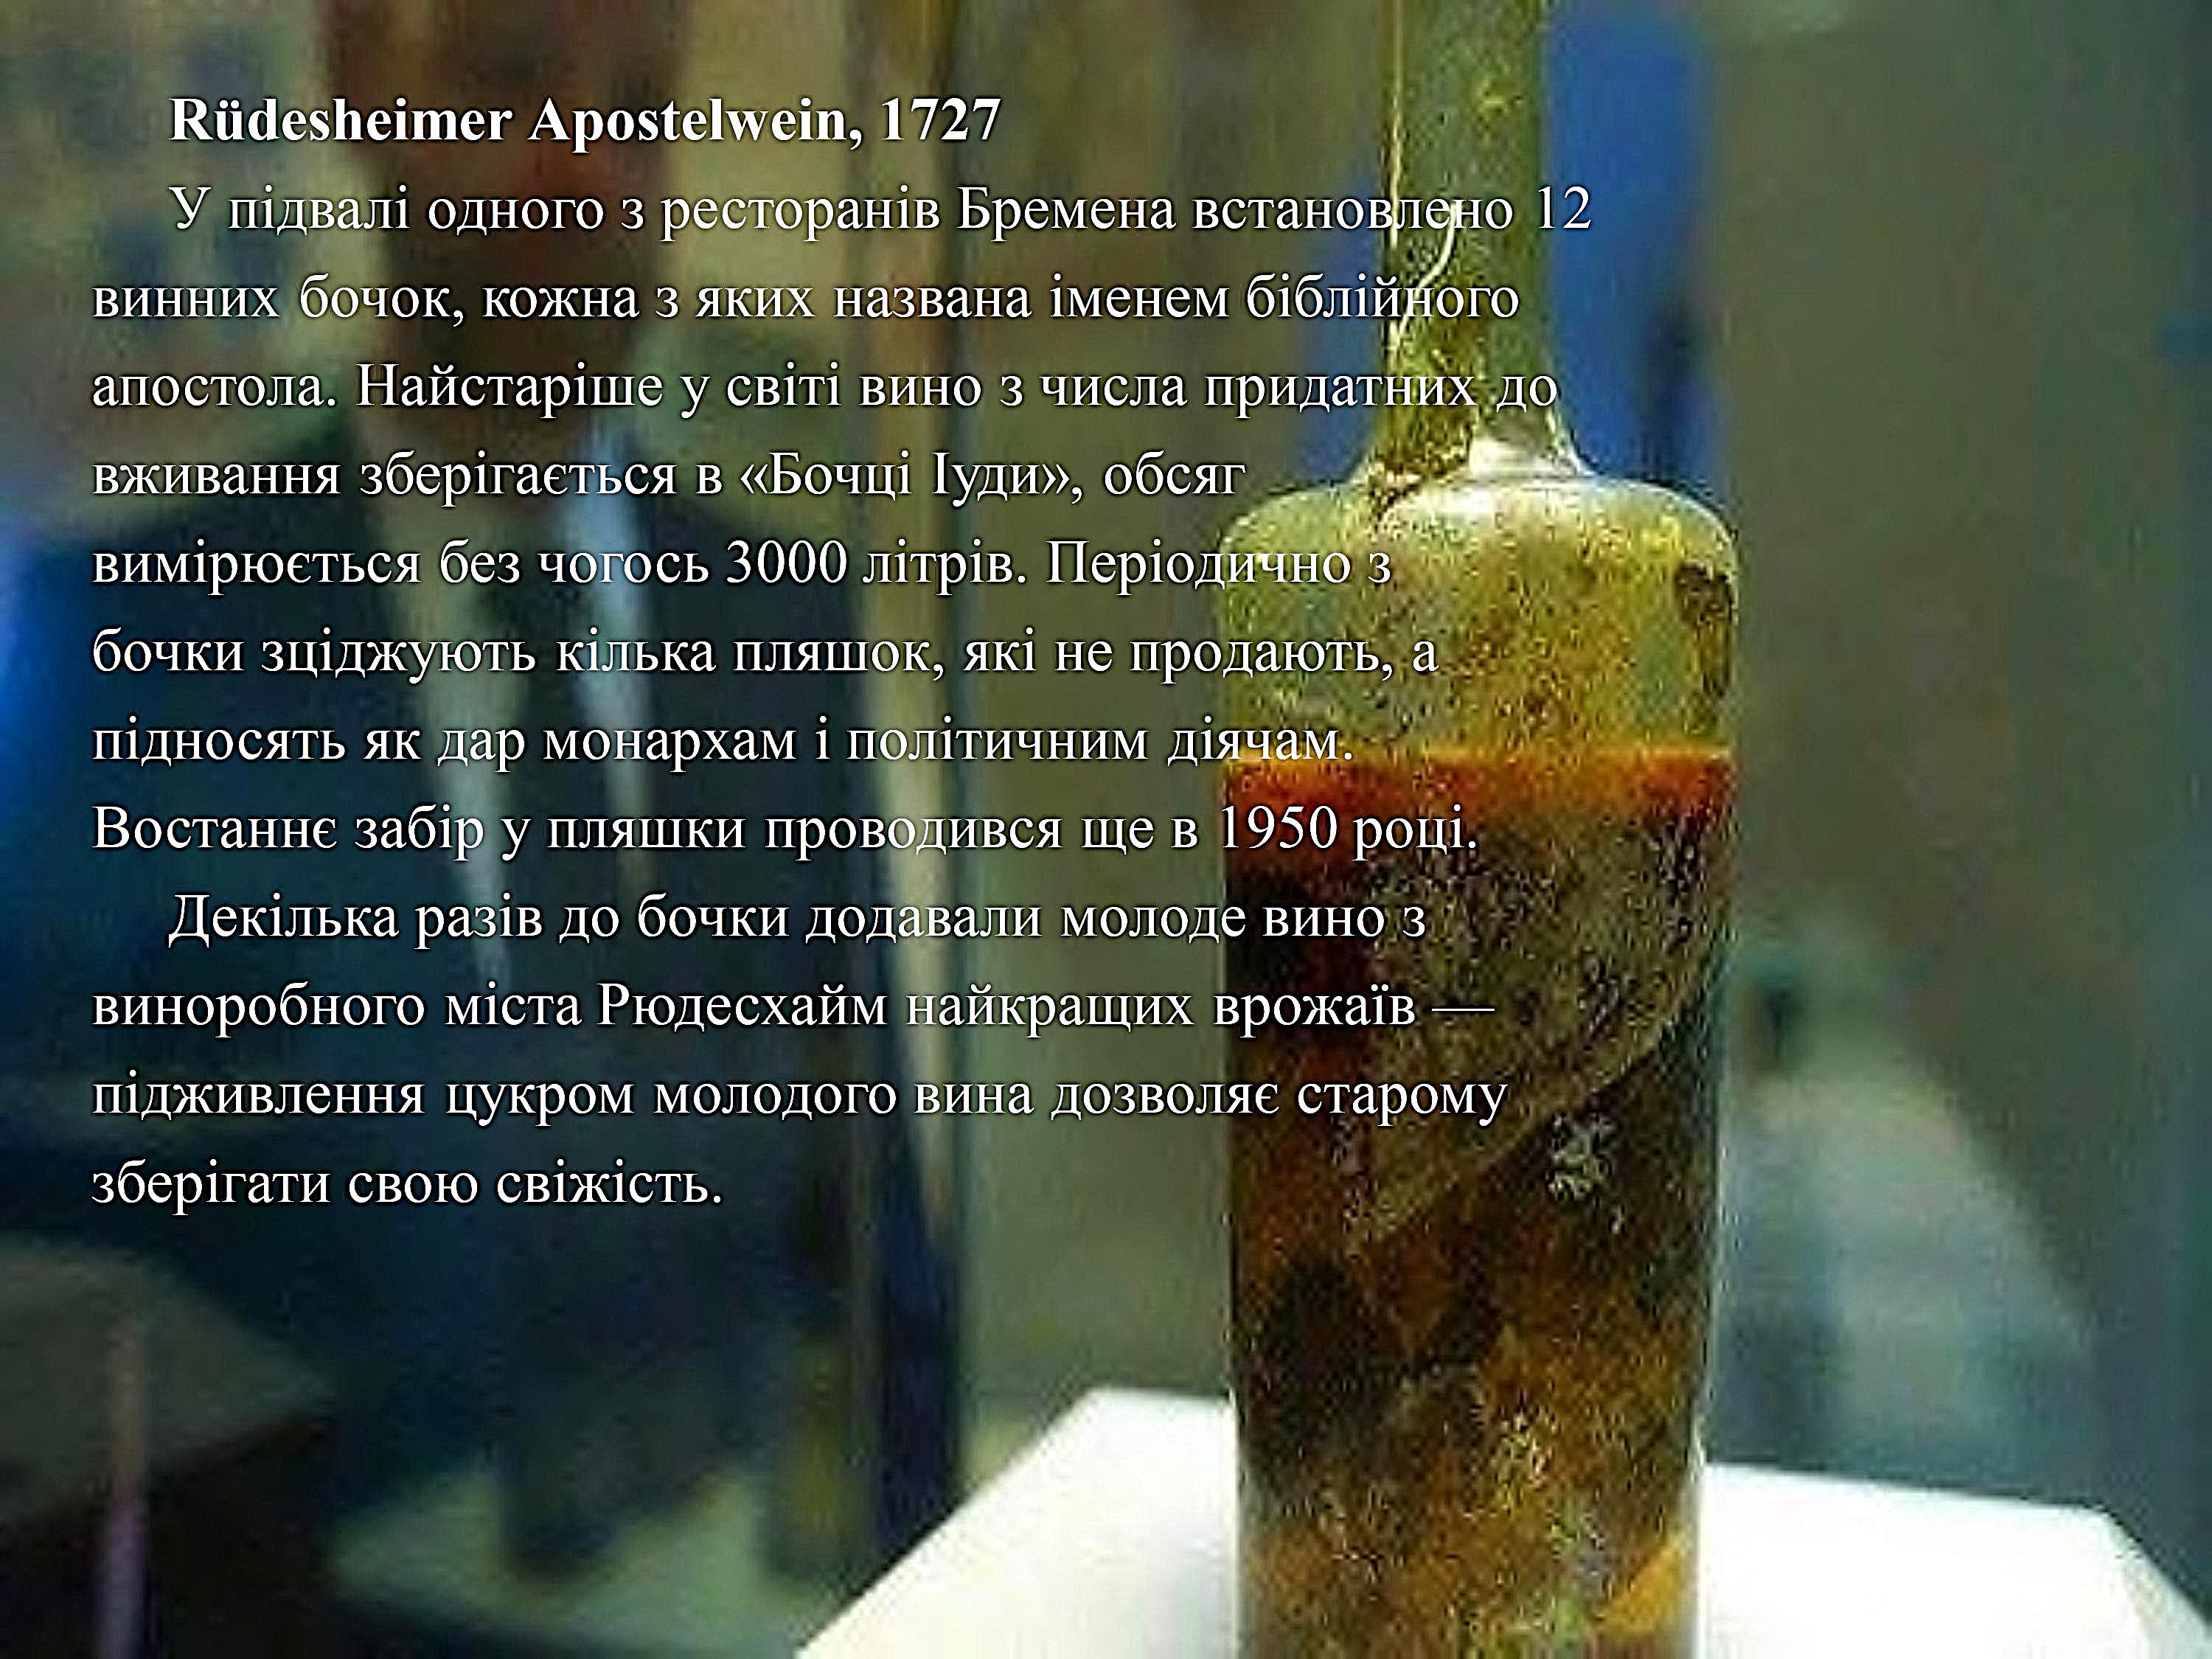 Rüdesheimer Apostelwein, 1727
У підвалі одного з ресторанів Бремена встановлено 12
винних бочок, кожна з яких названа іменем біблійного
апостола. Найстаріше у світі вино з числа придатних до
вживання зберігається в «Бочці Іуди», обсяг
вимірюється без чогось 3000 літрів. Періодично з
бочки зціджують кілька пляшок, які не продають, а
підносять як дар монархам і політичним діячам.
Востаннє забір у пляшки проводився ще в 1950 році.
Декілька разів до бочки додавали молоде вино з
виноробного міста Рюдесхайм найкращих врожаїв —
підживлення цукром молодого вина дозволяє старому
зберігати свою свіжість.